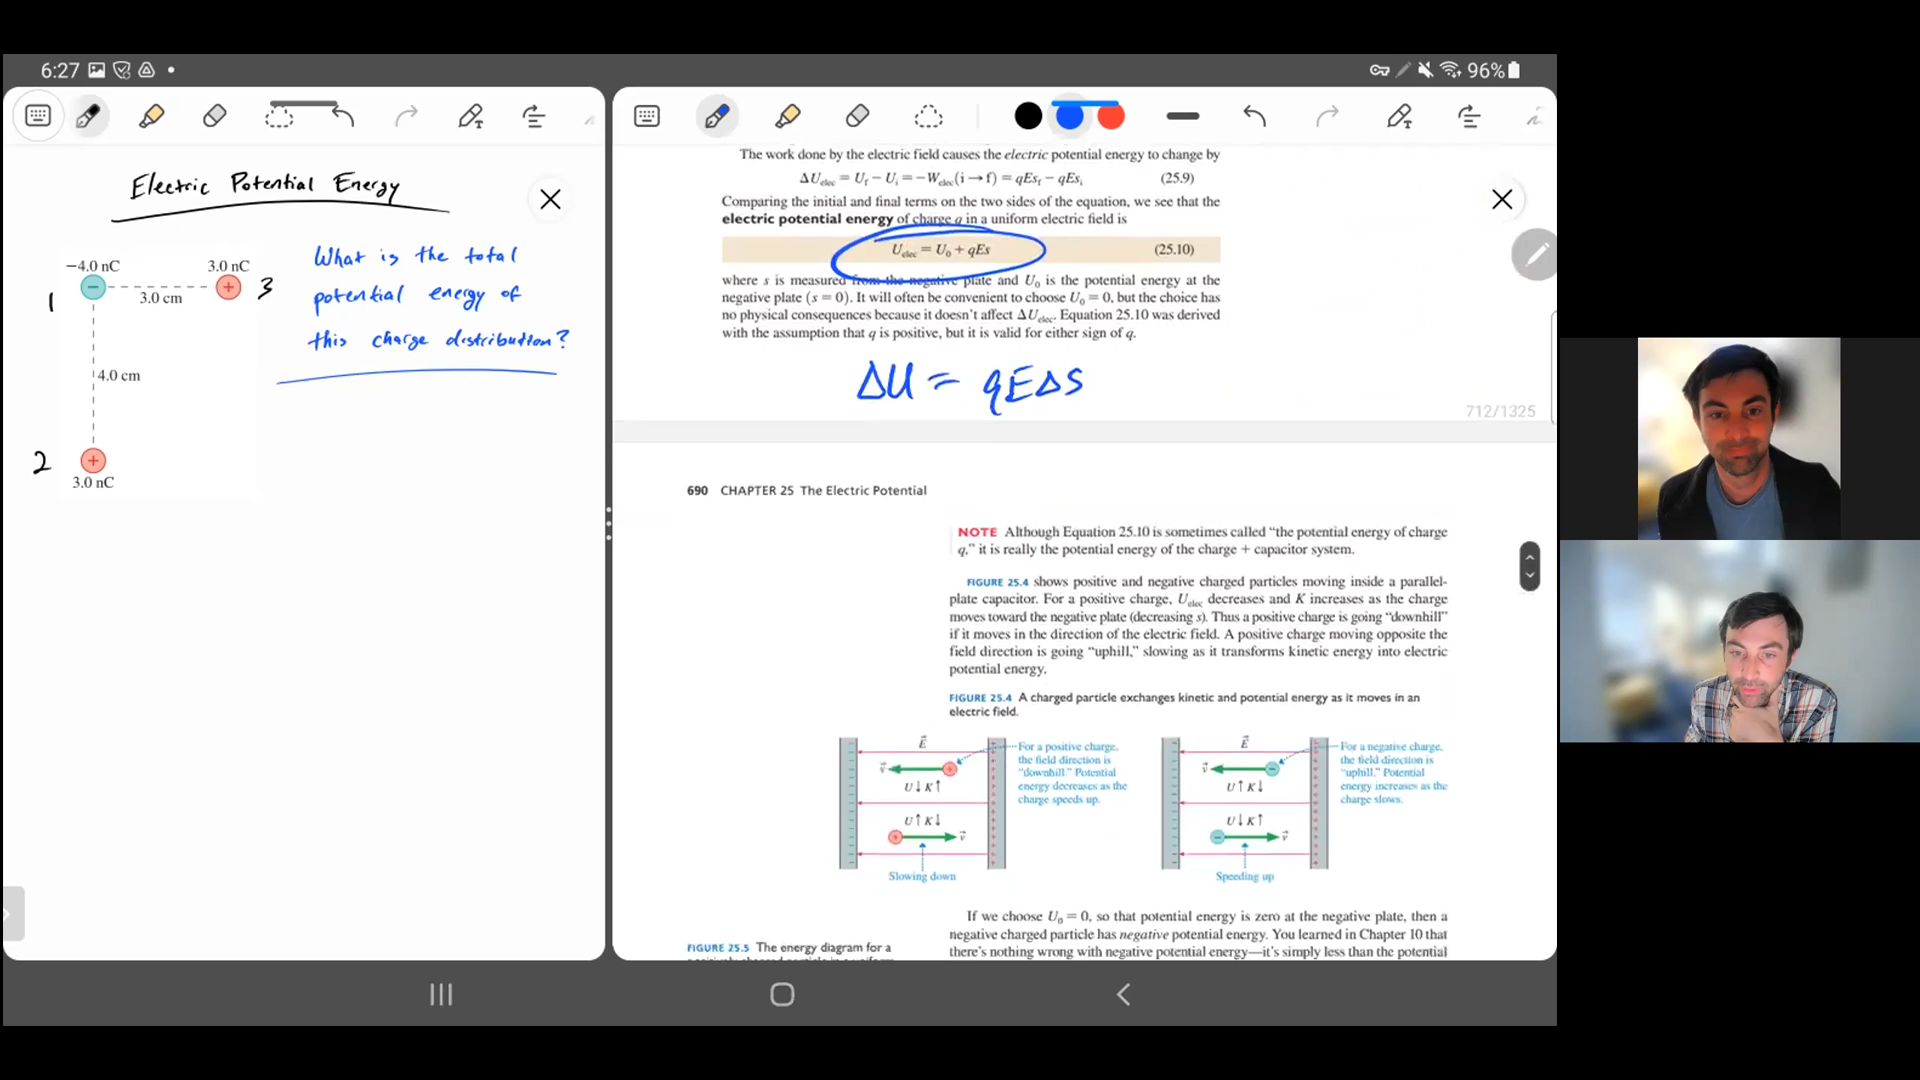 6:27
96%
Electric Potential Energy
-4.0 nC
3.0 nC
1
3.0 cm
3
4.0 cm
2
3.0 nC
What is the total
potential energy of
this charge distribution?
The work done by the electric field causes the electric potential energy to change by
ΔU_elec = U_f − U_i = −W_elec(i → f) = qEs_f − qEs_i (25.9)
Comparing the initial and final terms on the two sides of the equation, we see that the
electric potential energy of charge q in a uniform electric field is
U_elec = U_0 + qEs (25.10)
where s is measured from the negative plate and U_0 is the potential energy at the
negative plate (s = 0). It will often be convenient to choose U_0 = 0, but the choice has
no physical consequences because it doesn't affect ΔU_elec. Equation 25.10 was derived
with the assumption that q is positive, but it is valid for either sign of q.
ΔU = qEΔs
712/1325
690 CHAPTER 25 The Electric Potential
NOTE Although Equation 25.10 is sometimes called "the potential energy of charge
q," it is really the potential energy of the charge + capacitor system.
FIGURE 25.4 shows positive and negative charged particles moving inside a parallel-
plate capacitor. For a positive charge, U_elec decreases and K increases as the charge
moves toward the negative plate (decreasing s). Thus a positive charge is going "downhill"
if it moves in the direction of the electric field. A positive charge moving opposite the
field direction is going "uphill," slowing as it transforms kinetic energy into electric
potential energy.
FIGURE 25.4 A charged particle exchanges kinetic and potential energy as it moves in an
electric field.
E⃗
v⃗
U↓K↑
U↑K↓
v⃗
Slowing down
For a positive charge,
the field direction is
"downhill." Potential
energy decreases as the
charge speeds up.
E⃗
v⃗
U↑K↓
U↓K↑
v⃗
Speeding up
For a negative charge,
the field direction is
"uphill." Potential
energy increases as the
charge slows.
If we choose U_0 = 0, so that potential energy is zero at the negative plate, then a
negative charged particle has negative potential energy. You learned in Chapter 10 that
there's nothing wrong with negative potential energy—it's simply less than the potential
FIGURE 25.5 The energy diagram for a